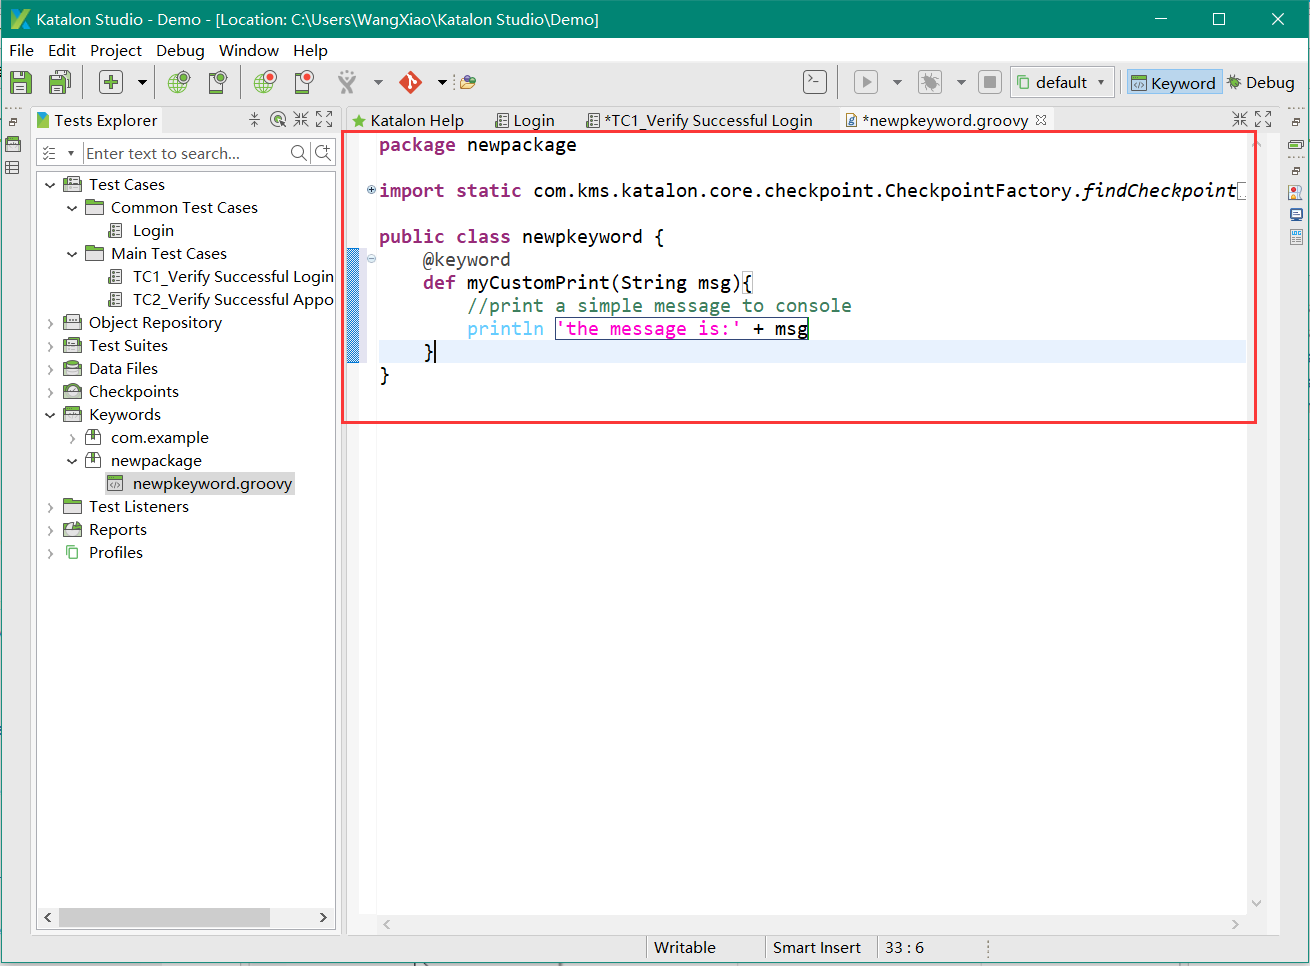 Katalon Studio - Demo - [Location: C:\Users\WangXiao\Katalon Studio\Demo]
File Edit Project Debug Window Help
default Keyword Debug
Tests Explorer
Katalon Help Login *TC1_Verify Successful Login *newpkeyword.groovy
Enter text to search...
Test Cases
Common Test Cases
Login
Main Test Cases
TC1_Verify Successful Login
TC2_Verify Successful Appo
Object Repository
Test Suites
Data Files
Checkpoints
Keywords
com.example
newpackage
newpkeyword.groovy
Test Listeners
Reports
Profiles
package newpackage
import static com.kms.katalon.core.checkpoint.CheckpointFactory.findCheckpoint
public class newpkeyword {
@keyword
def myCustomPrint(String msg){
//print a simple message to console
println 'the message is:' + msg
}
}
Writable Smart Insert 33 : 6